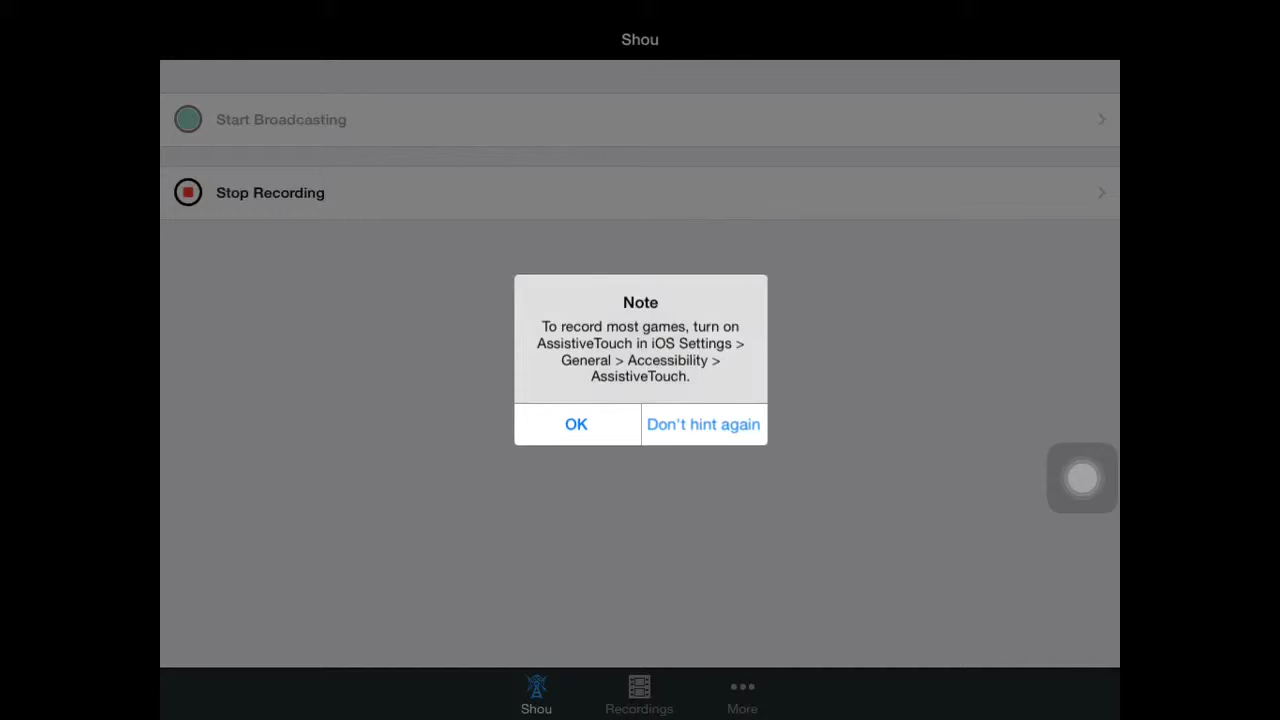 Shou
Start Broadcasting
Stop Recording
Note
To record most games, turn on
AssistiveTouch in iOS Settings >
General > Accessibility >
AssistiveTouch.
OK
Don't hint again
Shou
Recordings
More